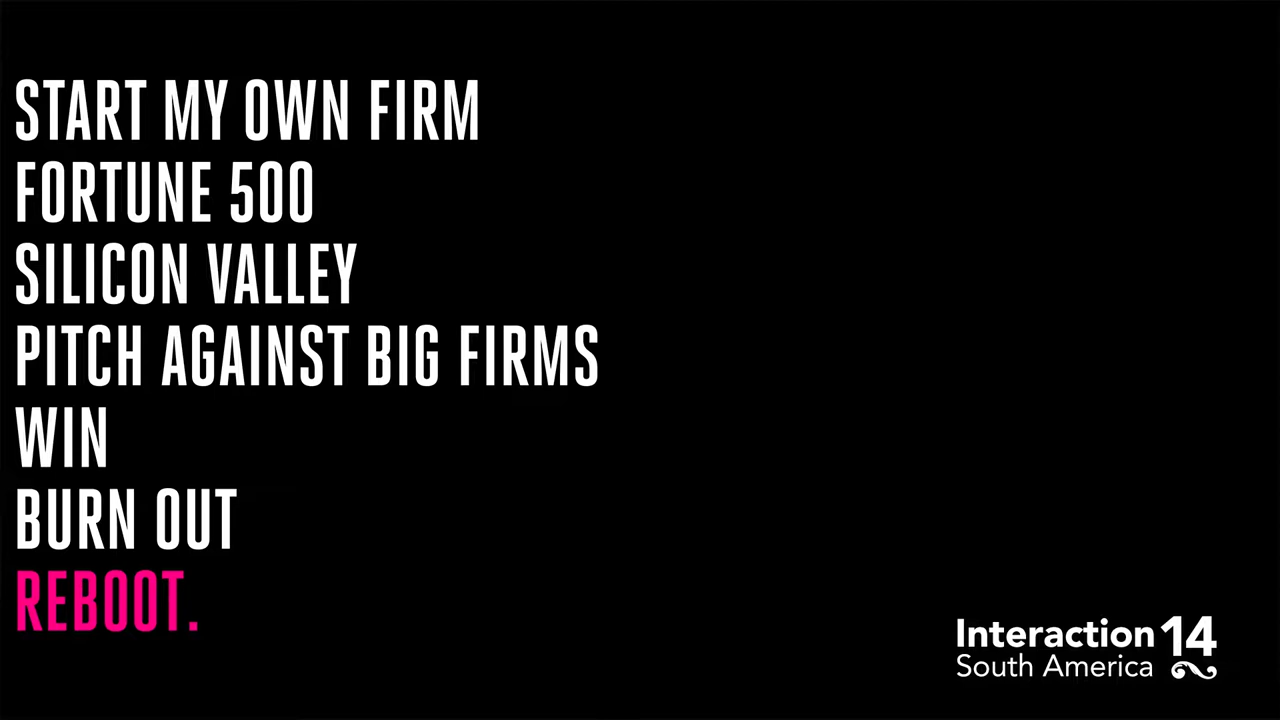 START MY OWN FIRM
FORTUNE 500
SILICON VALLEY
PITCH AGAINST BIG FIRMS
WIN
BURN OUT
REBOOT.
Interaction 14
South America